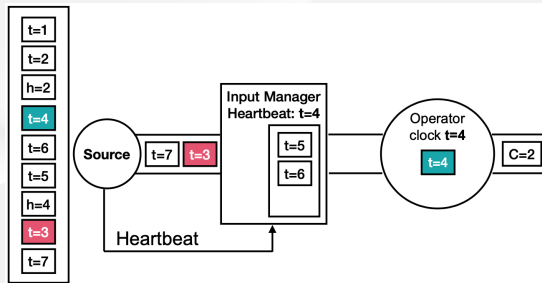 t=1
t=2
h=2
t=4
t=6
t=5
h=4
t=3
t=7
Source
t=7
t=3
Input Manager
Heartbeat: t=4
t=5
t=6
Operator
clock t=4
t=4
C=2
Heartbeat